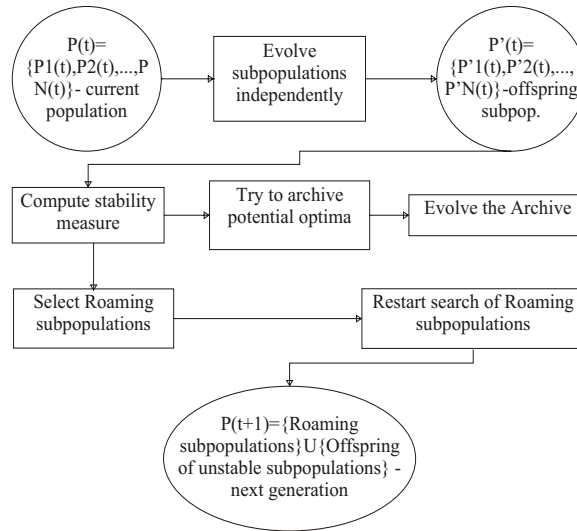 P(t)=
{P1(t),P2(t),...,P
N(t)}- current
population
Evolve
subpopulations
independently
P’(t)=
{P’1(t),P’2(t),...,
P’N(t)}-offspring
subpop.
Compute stability
measure
Try to archive
potential optima
Evolve the Archive
Select Roaming
subpopulations
Restart search of Roaming
subpopulations
P(t+1)={Roaming
subpopulations}U{Offspring
of unstable subpopulations} -
next generation